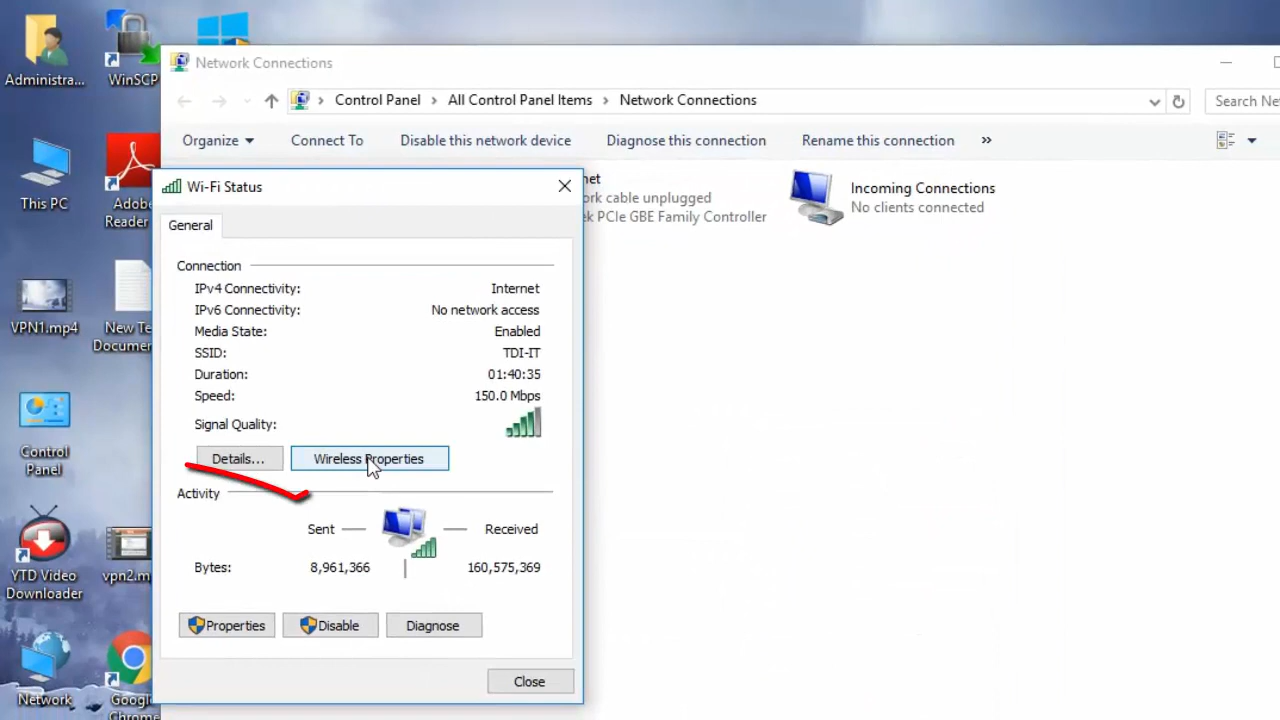 Administra...
WinSCP
This PC
Adobe
Reader
VPN1.mp4
New Te
Documer
Control
Panel
YTD Video
Downloader
vpn2.m
Network
Google
Chrome
Network Connections
Control Panel > All Control Panel Items > Network Connections
Search Ne
Organize
Connect To
Disable this network device
Diagnose this connection
Rename this connection
»
net
ork cable unplugged
ek PCIe GBE Family Controller
Incoming Connections
No clients connected
Wi-Fi Status
General
Connection
IPv4 Connectivity: Internet
IPv6 Connectivity: No network access
Media State: Enabled
SSID: TDI-IT
Duration: 01:40:35
Speed: 150.0 Mbps
Signal Quality:
Details...
Wireless Properties
Activity
Sent — — Received
Bytes: 8,961,366 | 160,575,369
Properties
Disable
Diagnose
Close